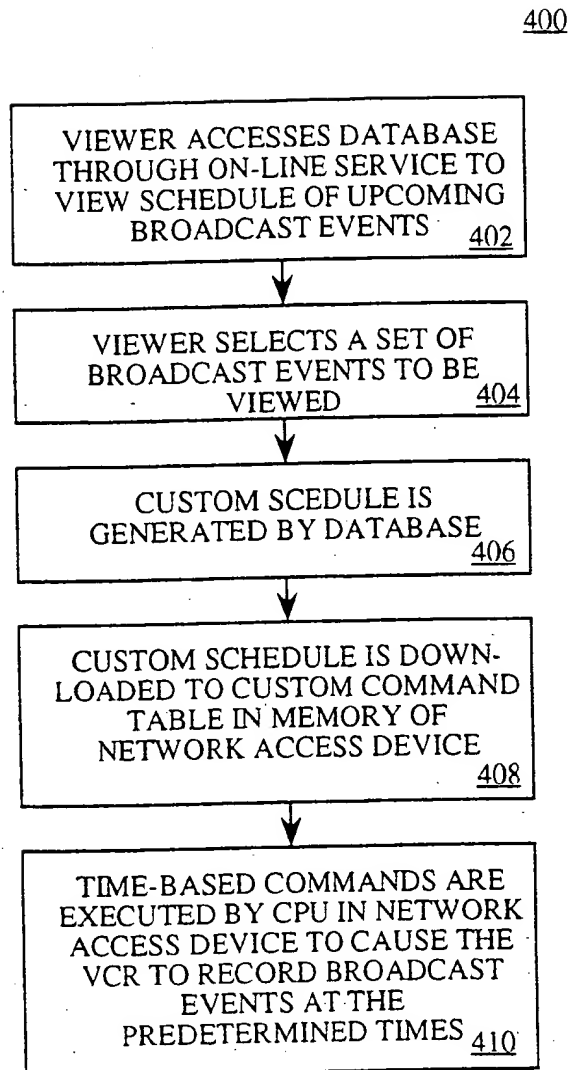 400
VIEWER ACCESSES DATABASE
THROUGH ON-LINE SERVICE TO
VIEW SCHEDULE OF UPCOMING
BROADCAST EVENTS 402
VIEWER SELECTS A SET OF
BROADCAST EVENTS TO BE
VIEWED 404
CUSTOM SCEDULE IS
GENERATED BY DATABASE
406
CUSTOM SCHEDULE IS DOWN-
LOADED TO CUSTOM COMMAND
TABLE IN MEMORY OF
NETWORK ACCESS DEVICE
408
TIME-BASED COMMANDS ARE
EXECUTED BY CPU IN NETWORK
ACCESS DEVICE TO CAUSE THE
VCR TO RECORD BROADCAST
EVENTS AT THE
PREDETERMINED TIMES 410